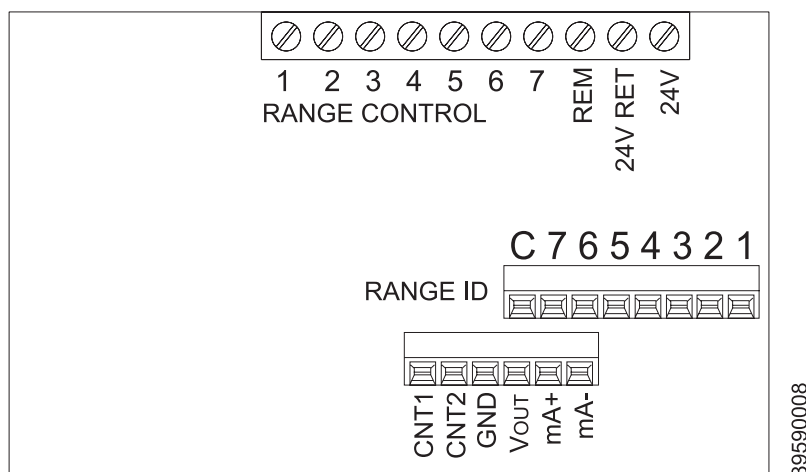 1 2 3 4 5 6 7 REM 24V RET 24V
RANGE CONTROL
C 7 6 5 4 3 2 1
RANGE ID
CNT1 CNT2 GND VOUT mA+ mA-